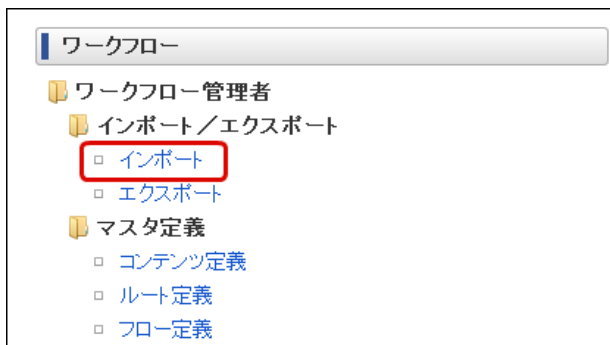 ワークフロー
ワークフロー管理者
インポート／エクスポート
インポート
エクスポート
マスタ定義
コンテンツ定義
ルート定義
フロー定義